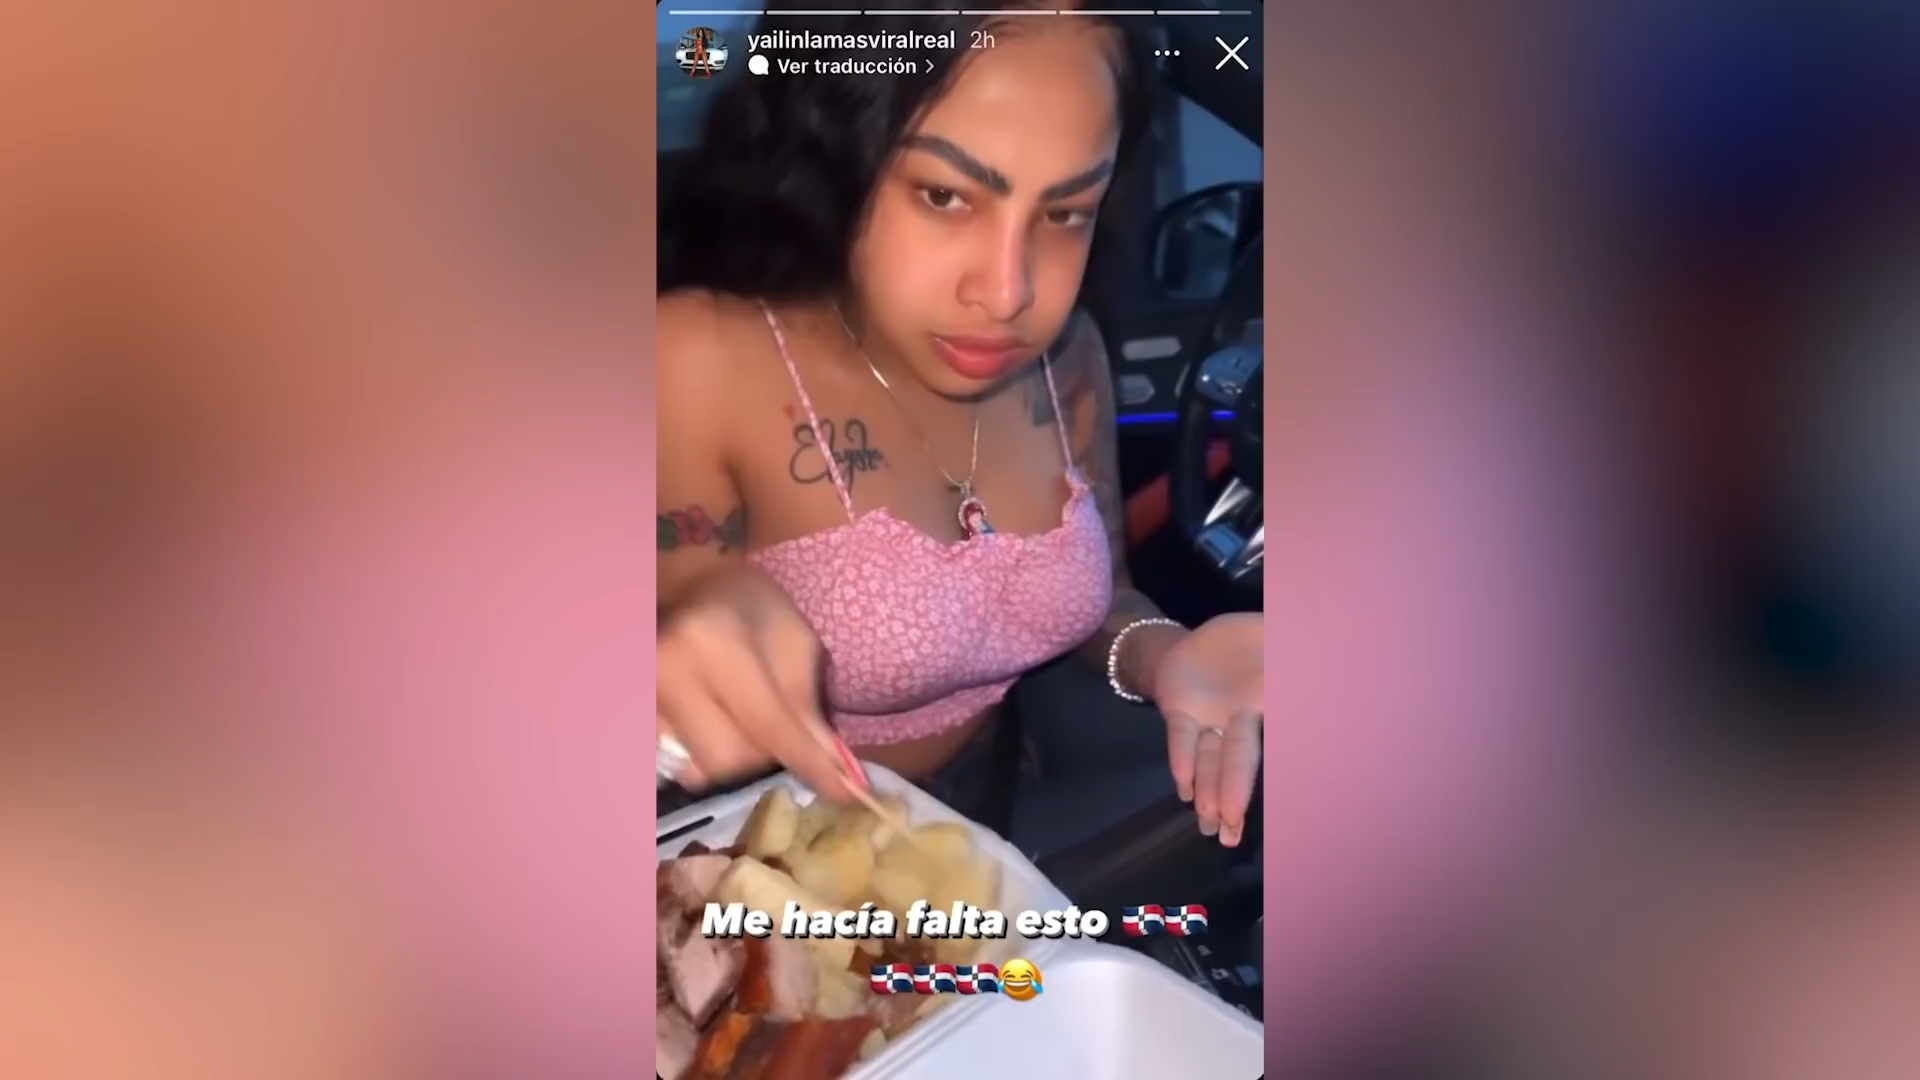 yailinlamasviralreal 2h
Ver traducción
Me hacía falta esto 🇩🇴🇩🇴
🇩🇴🇩🇴🇩🇴😂